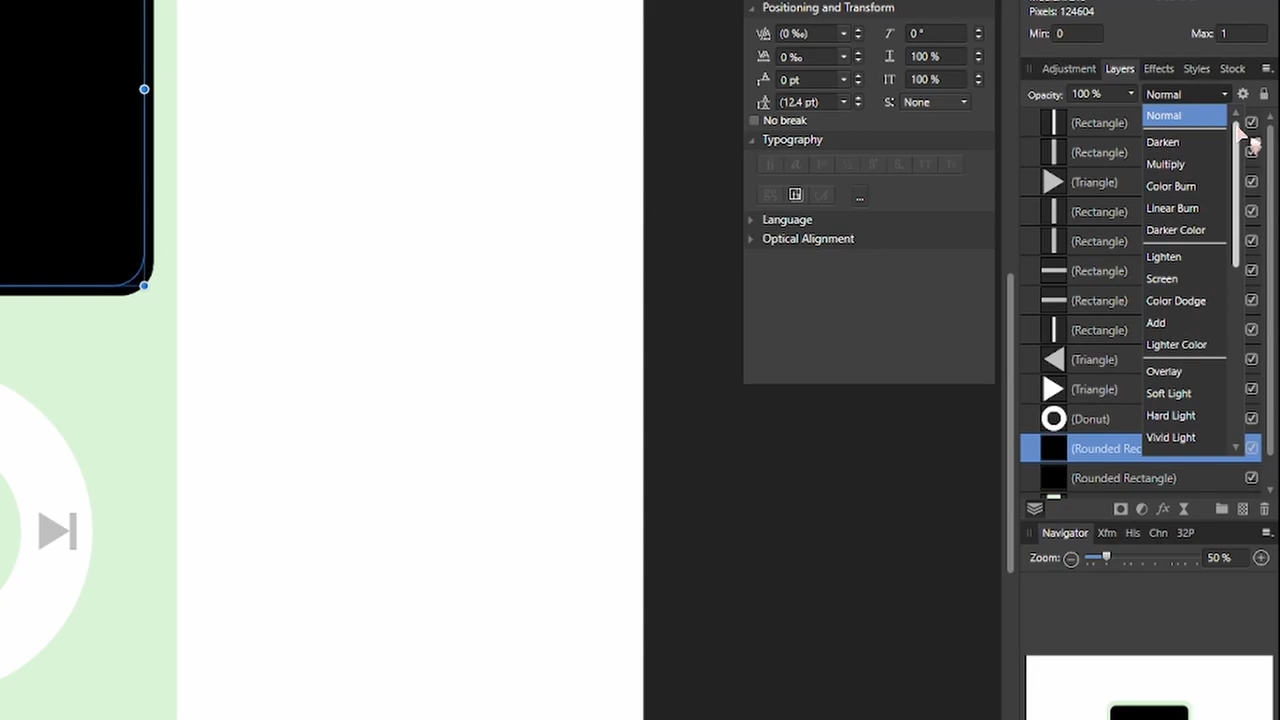 Positioning and Transform
(0 ‰) 0 °
0 ‰ 100 %
0 pt 100 %
(12.4 pt) S: None
No break
Typography
...
Language
Optical Alignment
Pixels: 124604
Min: 0 Max: 1
Adjustment Layers Effects Styles Stock
Opacity: 100 % Normal
Normal
Darken
Multiply
Color Burn
Linear Burn
Darker Color
Lighten
Screen
Color Dodge
Add
Lighter Color
Overlay
Soft Light
Hard Light
Vivid Light
(Rectangle)
(Rectangle)
(Triangle)
(Rectangle)
(Rectangle)
(Rectangle)
(Rectangle)
(Rectangle)
(Triangle)
(Triangle)
(Donut)
(Rounded Rec
(Rounded Rectangle)
Navigator Xfm His Chn 32P
Zoom: 50 %